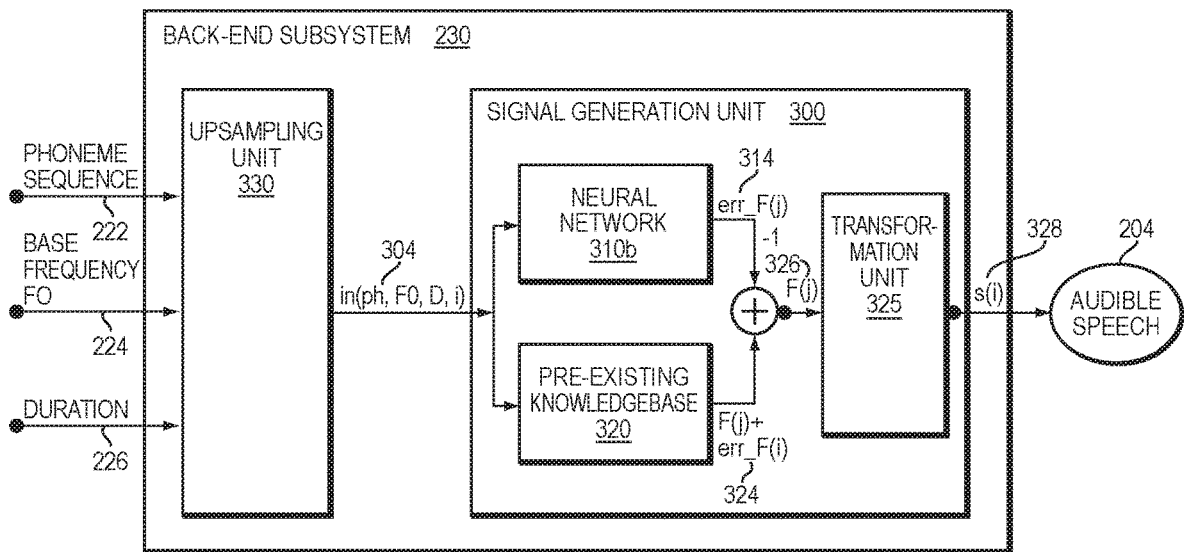 BACK-END SUBSYSTEM 230
UPSAMPLING
UNIT
330
PHONEME
SEQUENCE
222
BASE
FREQUENCY
FO
224
DURATION
226
304
in(ph, F0, D, i)
SIGNAL GENERATION UNIT 300
NEURAL
NETWORK
310b
314
err_F(j)
-1
326
F(j)
PRE-EXISTING
KNOWLEDGEBASE
320
F(j)+
err_F(i)
324
TRANSFOR-
MATION
UNIT
325
328
s(i)
204
AUDIBLE
SPEECH